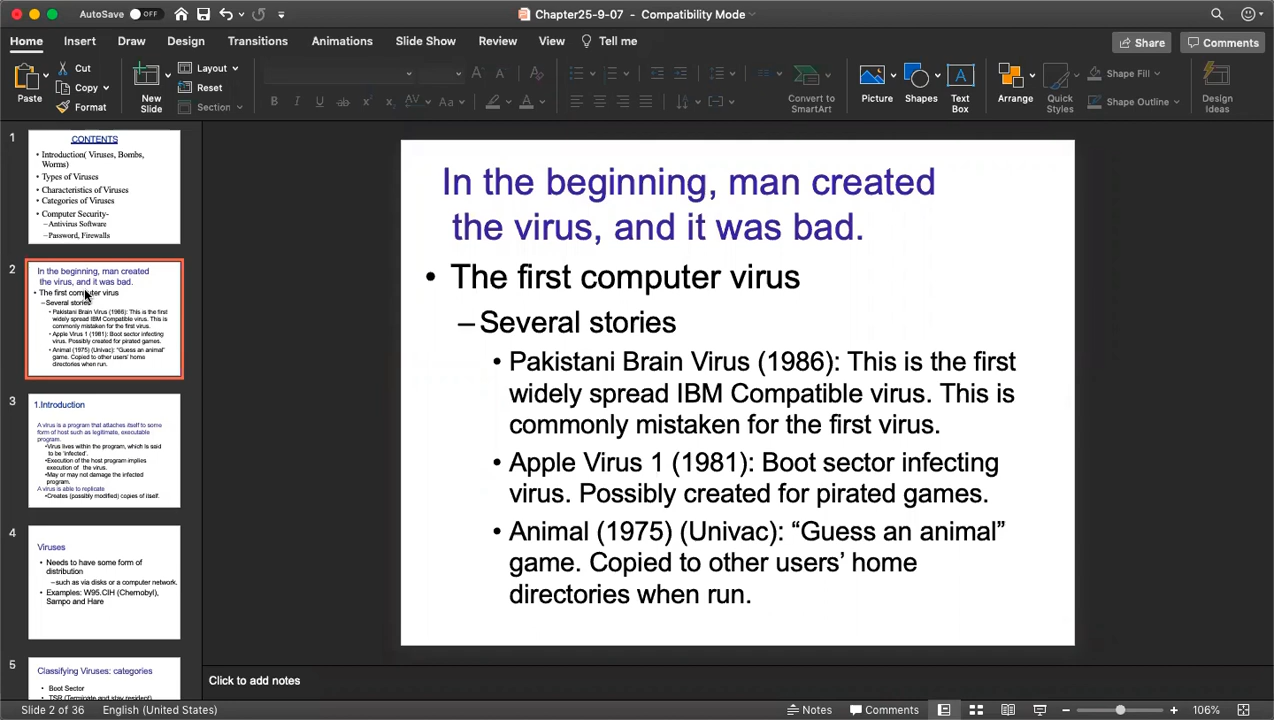 AutoSave OFF
Chapter25-9-07 - Compatibility Mode
Home Insert Draw Design Transitions Animations Slide Show Review View Tell me Share Comments
Paste
Cut
Copy
Format
New Slide
Layout
Reset
Section
Convert to SmartArt
Picture
Shapes
Text Box
Arrange
Quick Styles
Shape Fill
Shape Outline
Design Ideas
1
CONTENTS
• Introduction( Viruses, Bombs,
Worms)
• Types of Viruses
• Characteristics of Viruses
• Categories of Viruses
• Computer Security-
–Antivirus Software
–Password, Firewalls
2
In the beginning, man created
the virus, and it was bad.
• The first computer virus
–Several stories
• Pakistani Brain Virus (1986): This is the first
widely spread IBM Compatible virus. This is
commonly mistaken for the first virus.
• Apple Virus 1 (1981): Boot sector infecting
virus. Possibly created for pirated games.
• Animal (1975) (Univac): “Guess an animal”
game. Copied to other users’ home
directories when run.
3
1.Introduction
A virus is a program that attaches itself to some
form of host such as legitimate, executable
program.
•Virus lives within the program, which is said
to be ‘infected’.
•Execution of the host program implies
execution of the virus.
•May or may not damage the infected
program.
A virus is able to replicate
•Creates (possibly modified) copies of itself.
4
Viruses
• Needs to have some form of
distribution
–such as via disks or a computer network.
• Examples: W95.CIH (Chernobyl),
Sampo and Hare
5
Classifying Viruses: categories
• Boot Sector
• TSR (Terminate and stay resident)
In the beginning, man created
the virus, and it was bad.
• The first computer virus
–Several stories
• Pakistani Brain Virus (1986): This is the first
widely spread IBM Compatible virus. This is
commonly mistaken for the first virus.
• Apple Virus 1 (1981): Boot sector infecting
virus. Possibly created for pirated games.
• Animal (1975) (Univac): “Guess an animal”
game. Copied to other users’ home
directories when run.
Click to add notes
Slide 2 of 36 English (United States) Notes Comments 106%